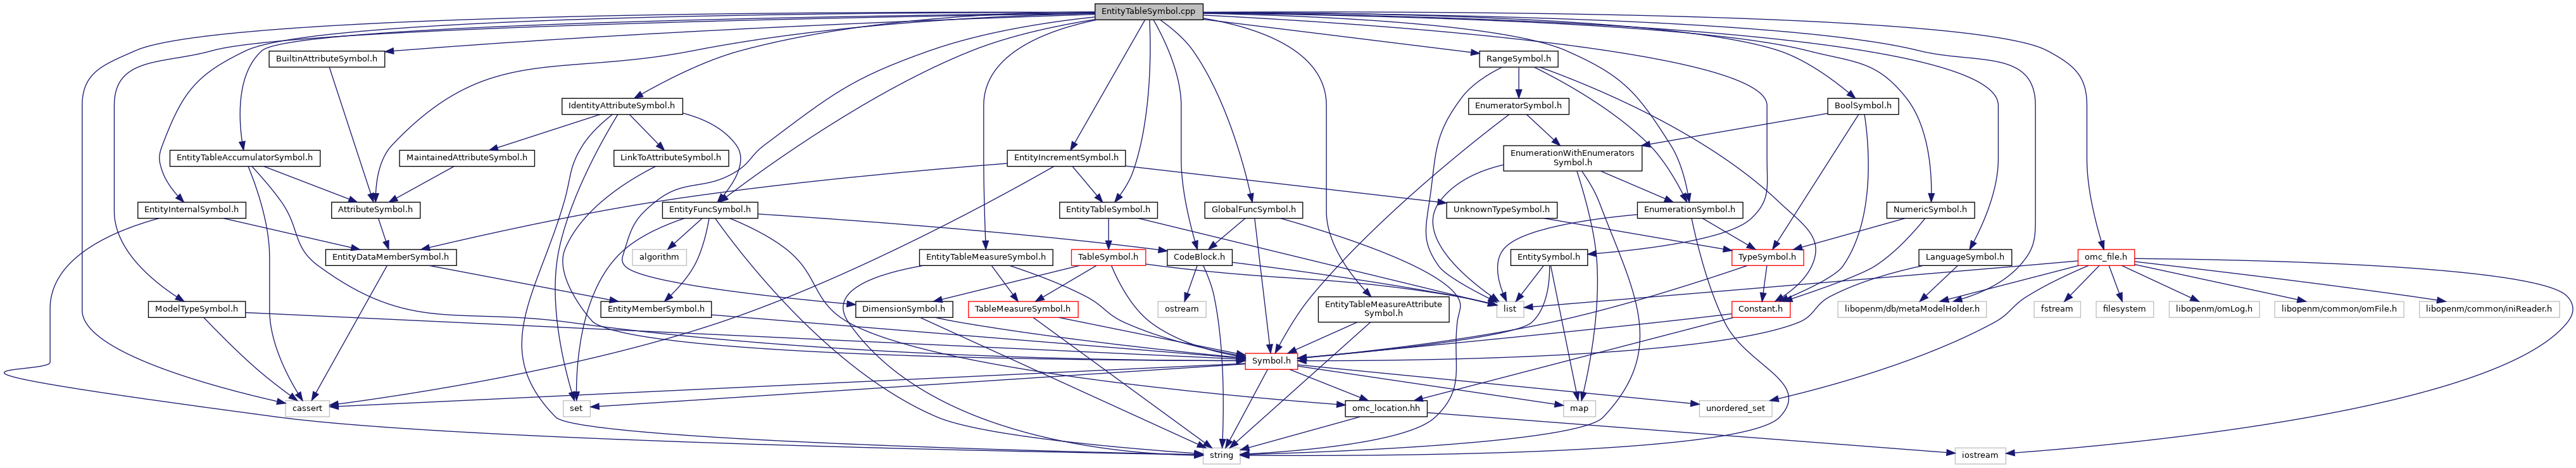 EntityTableSymbol.cpp
BuiltinAttributeSymbol.h
RangeSymbol.h
IdentityAttributeSymbol.h
EnumeratorSymbol.h
BoolSymbol.h
EntityTableAccumulatorSymbol.h
MaintainedAttributeSymbol.h
LinkToAttributeSymbol.h
EntityIncrementSymbol.h
EnumerationWithEnumerators
Symbol.h
EntityInternalSymbol.h
AttributeSymbol.h
EntityFuncSymbol.h
EntityTableSymbol.h
GlobalFuncSymbol.h
UnknownTypeSymbol.h
EnumerationSymbol.h
NumericSymbol.h
EntityDataMemberSymbol.h
algorithm
EntityTableMeasureSymbol.h
TableSymbol.h
CodeBlock.h
EntitySymbol.h
TypeSymbol.h
LanguageSymbol.h
omc_file.h
ModelTypeSymbol.h
EntityMemberSymbol.h
DimensionSymbol.h
TableMeasureSymbol.h
ostream
EntityTableMeasureAttribute
Symbol.h
list
Constant.h
libopenm/db/metaModelHolder.h
fstream
filesystem
libopenm/omLog.h
libopenm/common/omFile.h
libopenm/common/iniReader.h
Symbol.h
cassert
set
omc_location.hh
map
unordered_set
string
iostream